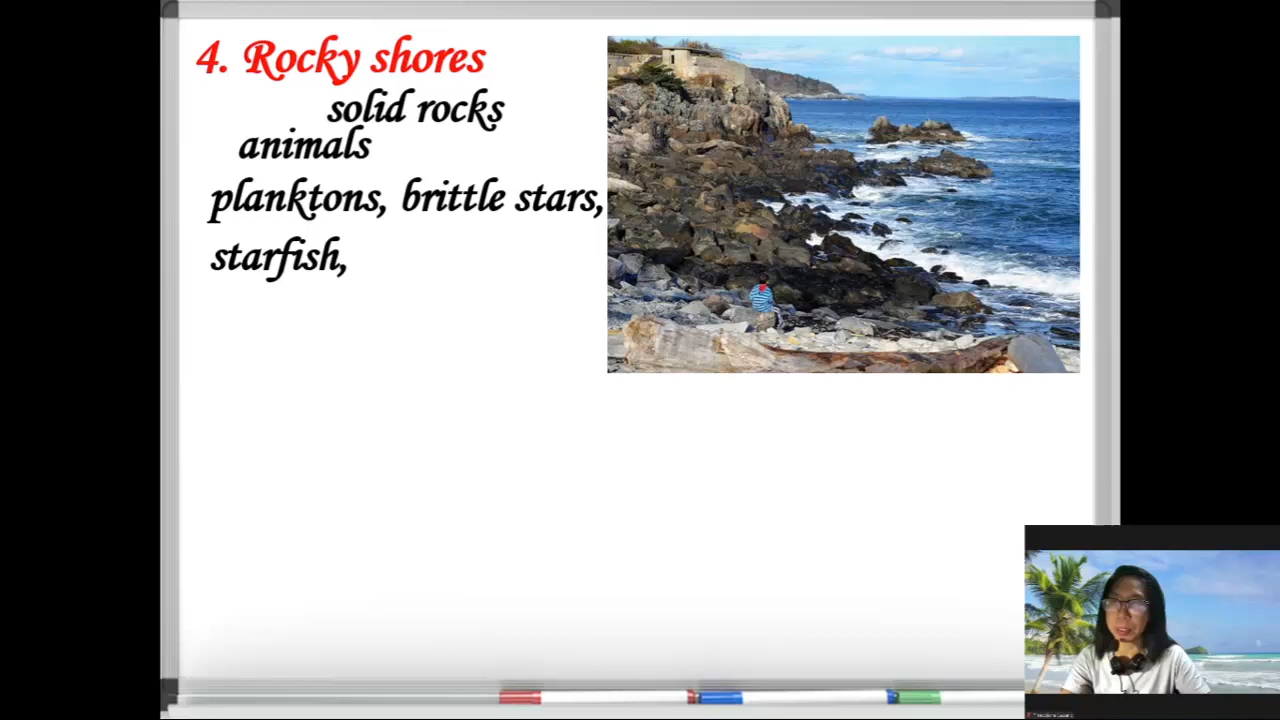 4. Rocky shores
solid rocks
animals
planktons, brittle stars,
starfish,